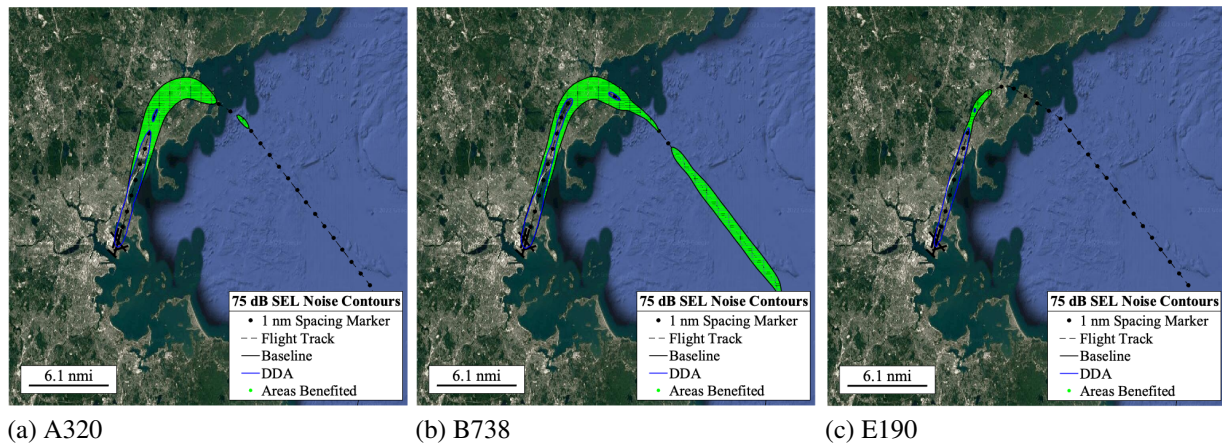 75 dB SEL Noise Contours
1 nm Spacing Marker
Flight Track
Baseline
DDA
Areas Benefited
6.1 nmi
75 dB SEL Noise Contours
1 nm Spacing Marker
Flight Track
Baseline
DDA
Areas Benefited
6.1 nmi
75 dB SEL Noise Contours
1 nm Spacing Marker
Flight Track
Baseline
DDA
Areas Benefited
6.1 nmi
(a) A320
(b) B738
(c) E190